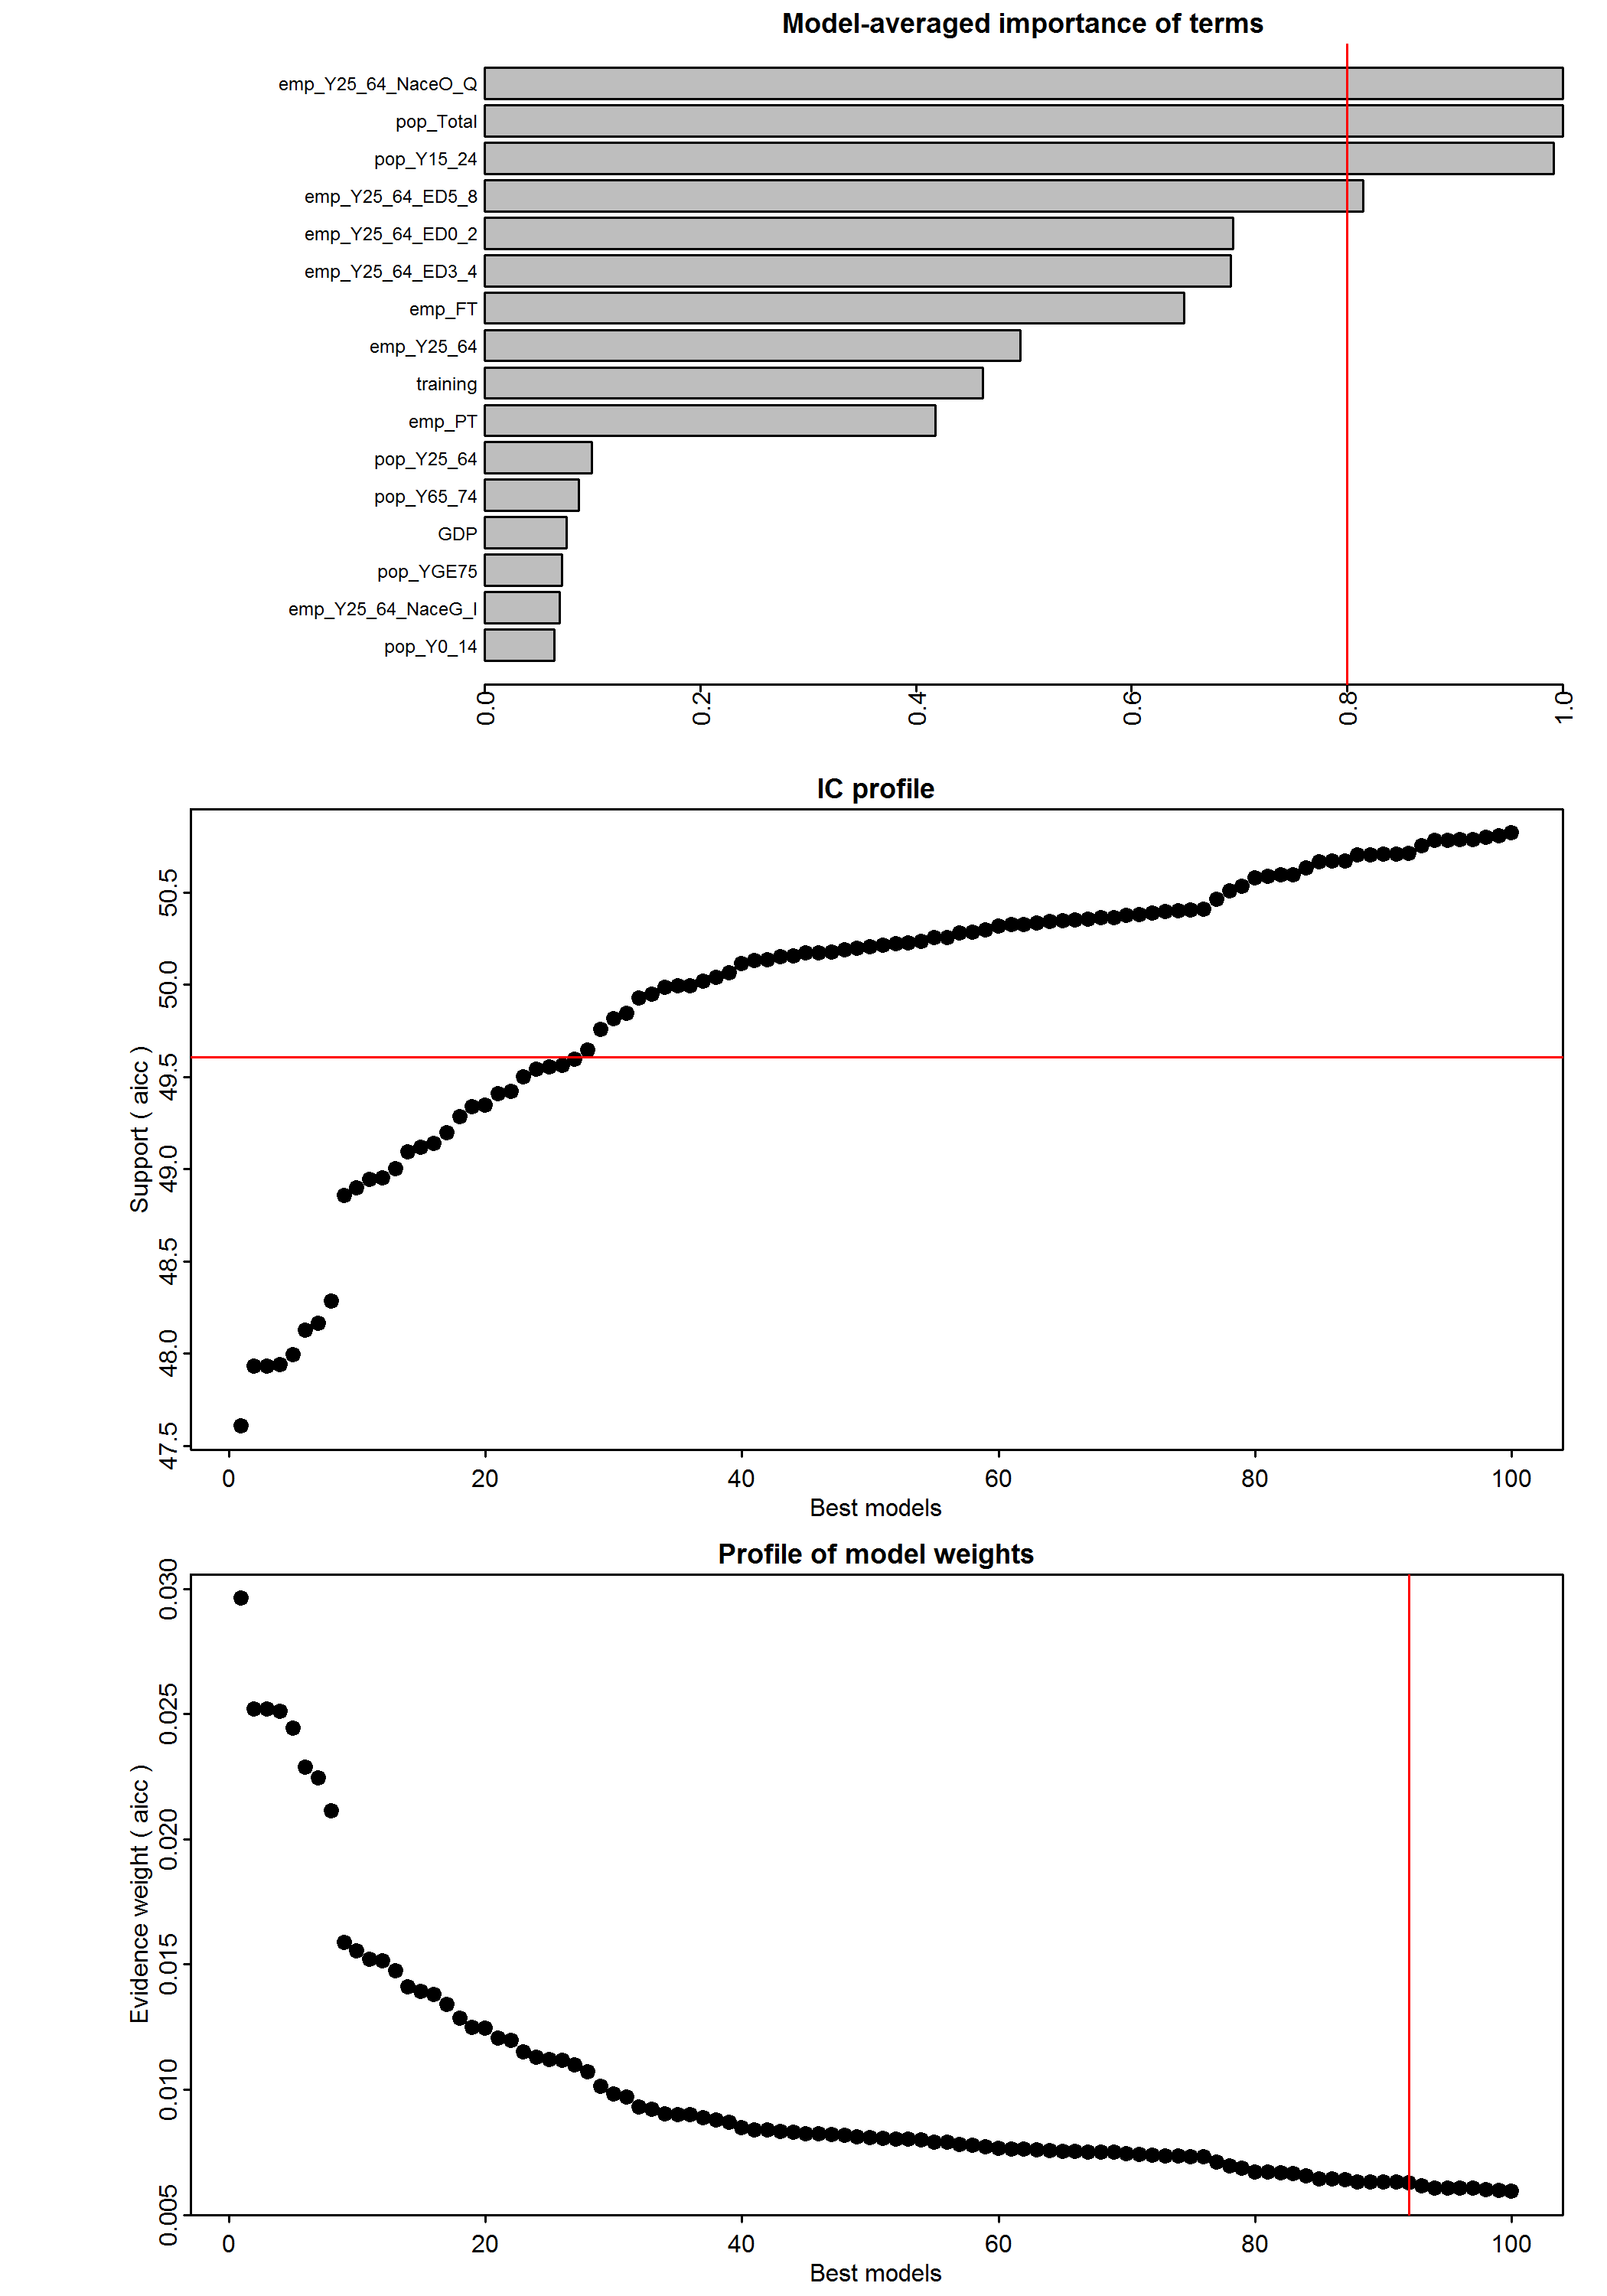 Model-averaged importance of terms
emp_Y25_64_NaceO_Q
pop_Total
pop_Y15_24
emp_Y25_64_ED5_8
emp_Y25_64_ED0_2
emp_Y25_64_ED3_4
emp_FT
emp_Y25_64
training
emp_PT
pop_Y25_64
pop_Y65_74
GDP
pop_YGE75
emp_Y25_64_NaceG_I
pop_Y0_14
0.0 0.2 0.4 0.6 0.8 1.0
IC profile
Support ( aicc )
50.5
50.0
49.5
49.0
48.5
48.0
47.5
0 20 40 60 80 100
Best models
Profile of model weights
Evidence weight ( aicc )
0.030
0.025
0.020
0.015
0.010
0.005
0 20 40 60 80 100
Best models